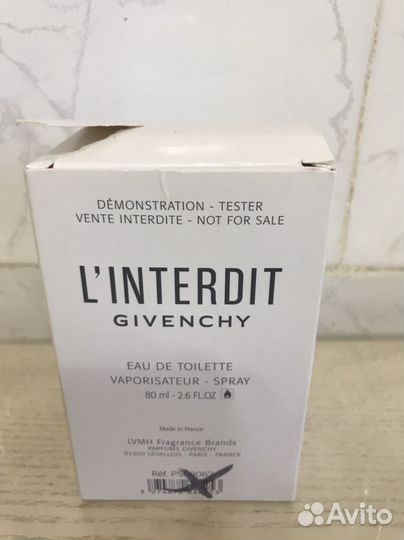 DÉMONSTRATION - TESTER
VENTE INTERDITE - NOT FOR SALE
L'INTERDIT
GIVENCHY
EAU DE TOILETTE
VAPORISATEUR - SPRAY
80 ml - 2.6 FL.OZ
Made in France
LVMH Fragrance Brands
PARFUMS GIVENCHY
92300 LEVALLOIS - PARIS - FRANCE
Réf.
Avito